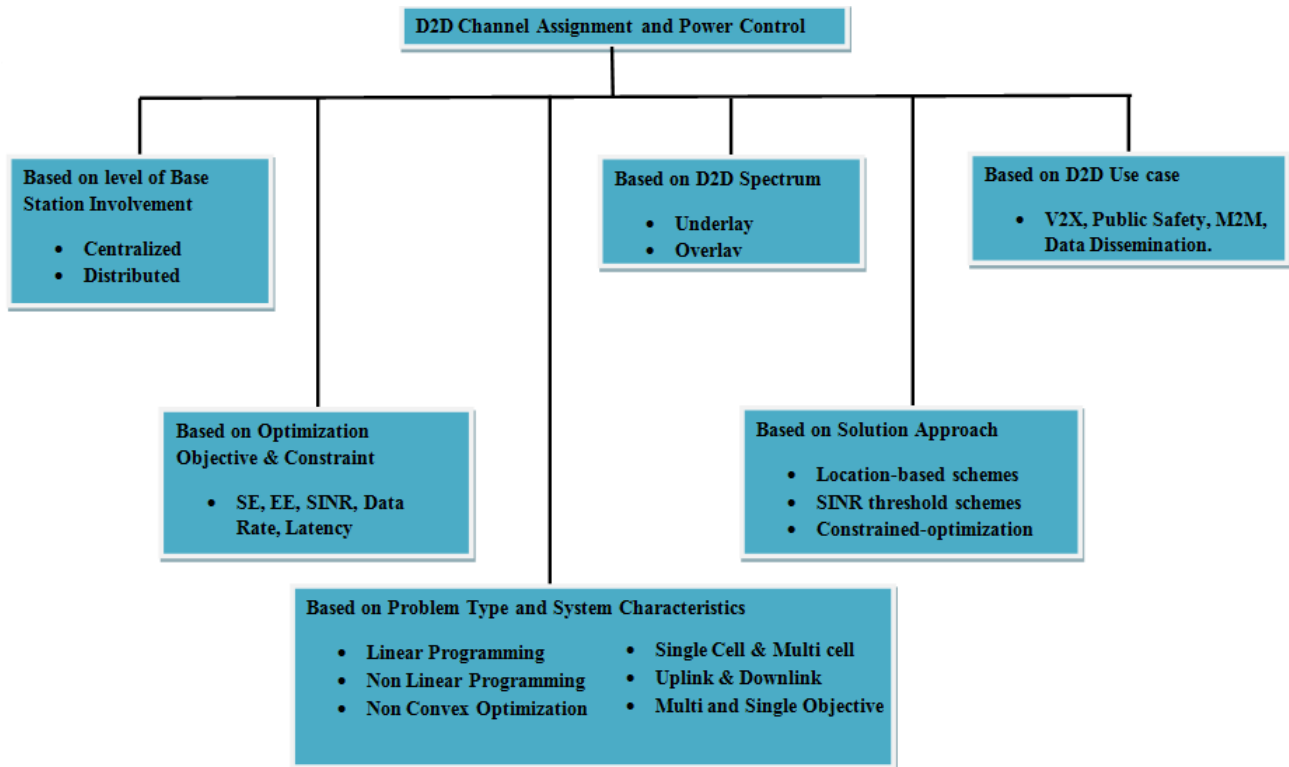 D2D Channel Assignment and Power Control
Based on level of Base
Station Involvement
• Centralized
• Distributed
Based on D2D Spectrum
• Underlay
• Overlay
Based on D2D Use case
• V2X, Public Safety, M2M,
Data Dissemination.
Based on Optimization
Objective & Constraint
• SE, EE, SINR, Data
Rate, Latency
Based on Solution Approach
• Location-based schemes
• SINR threshold schemes
• Constrained-optimization
Based on Problem Type and System Characteristics
• Linear Programming
• Non Linear Programming
• Non Convex Optimization
• Single Cell & Multi cell
• Uplink & Downlink
• Multi and Single Objective